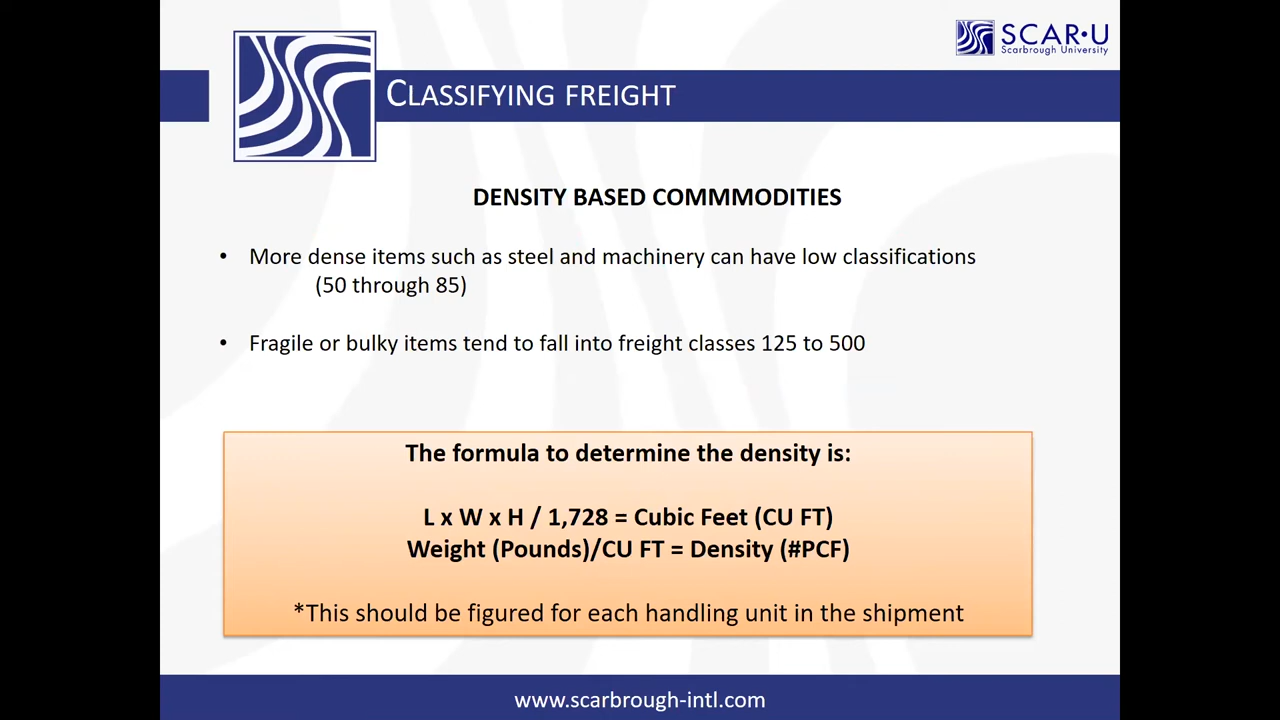 SCAR•U
Scarbrough University
CLASSIFYING FREIGHT
DENSITY BASED COMMMODITIES
• More dense items such as steel and machinery can have low classifications
(50 through 85)
• Fragile or bulky items tend to fall into freight classes 125 to 500
The formula to determine the density is:
L x W x H / 1,728 = Cubic Feet (CU FT)
Weight (Pounds)/CU FT = Density (#PCF)
*This should be figured for each handling unit in the shipment
www.scarbrough-intl.com